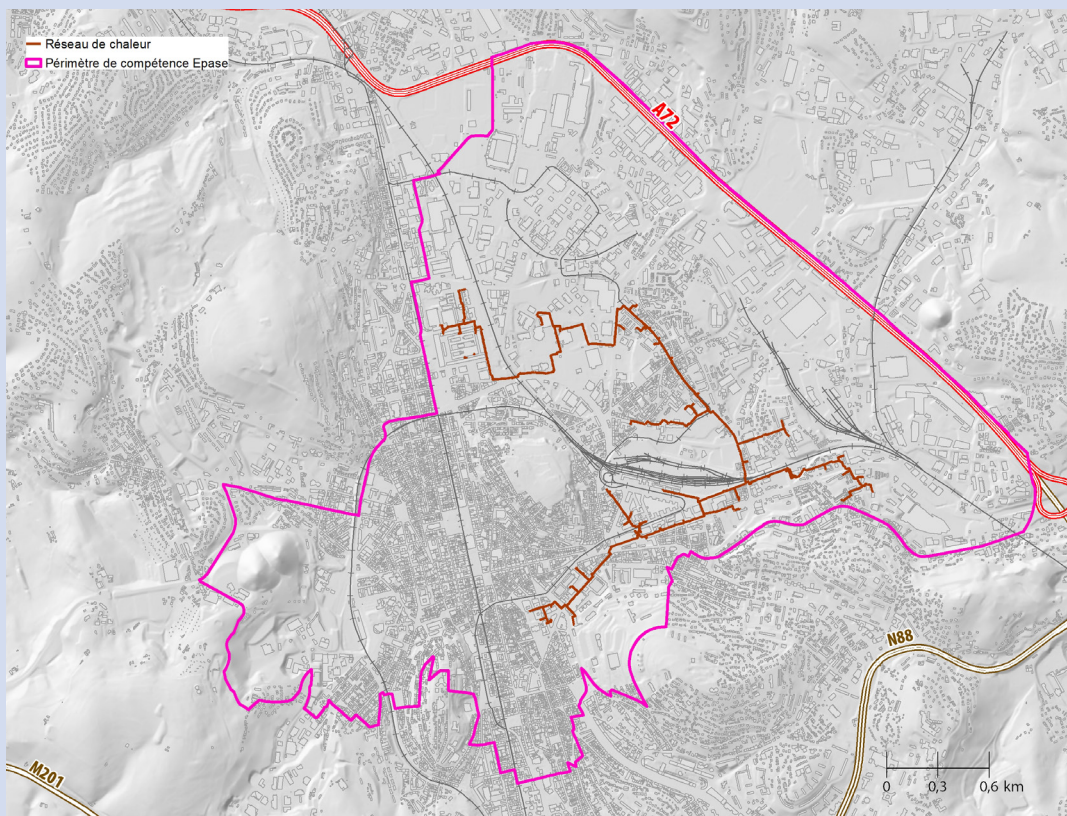 Réseau de chaleur
Périmètre de compétence Epase
A72
N88
M201
0 0,3 0,6 km